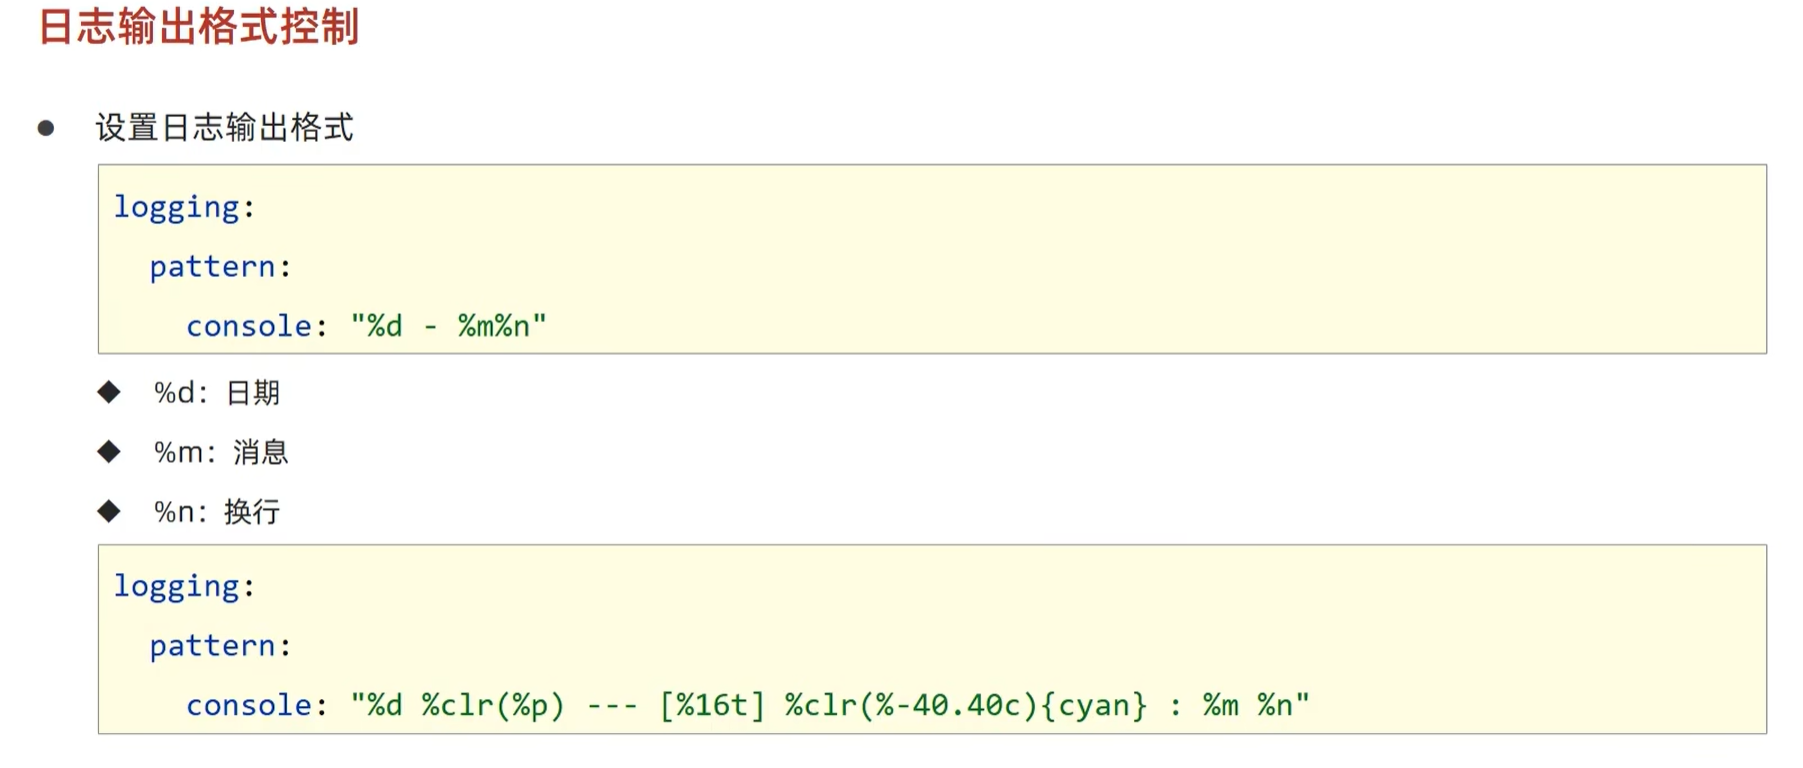 日志输出格式控制
● 设置日志输出格式
logging:
  pattern:
    console: "%d - %m%n"
◆ %d：日期
◆ %m：消息
◆ %n：换行
logging:
  pattern:
    console: "%d %clr(%p) --- [%16t] %clr(%-40.40c){cyan} : %m %n"